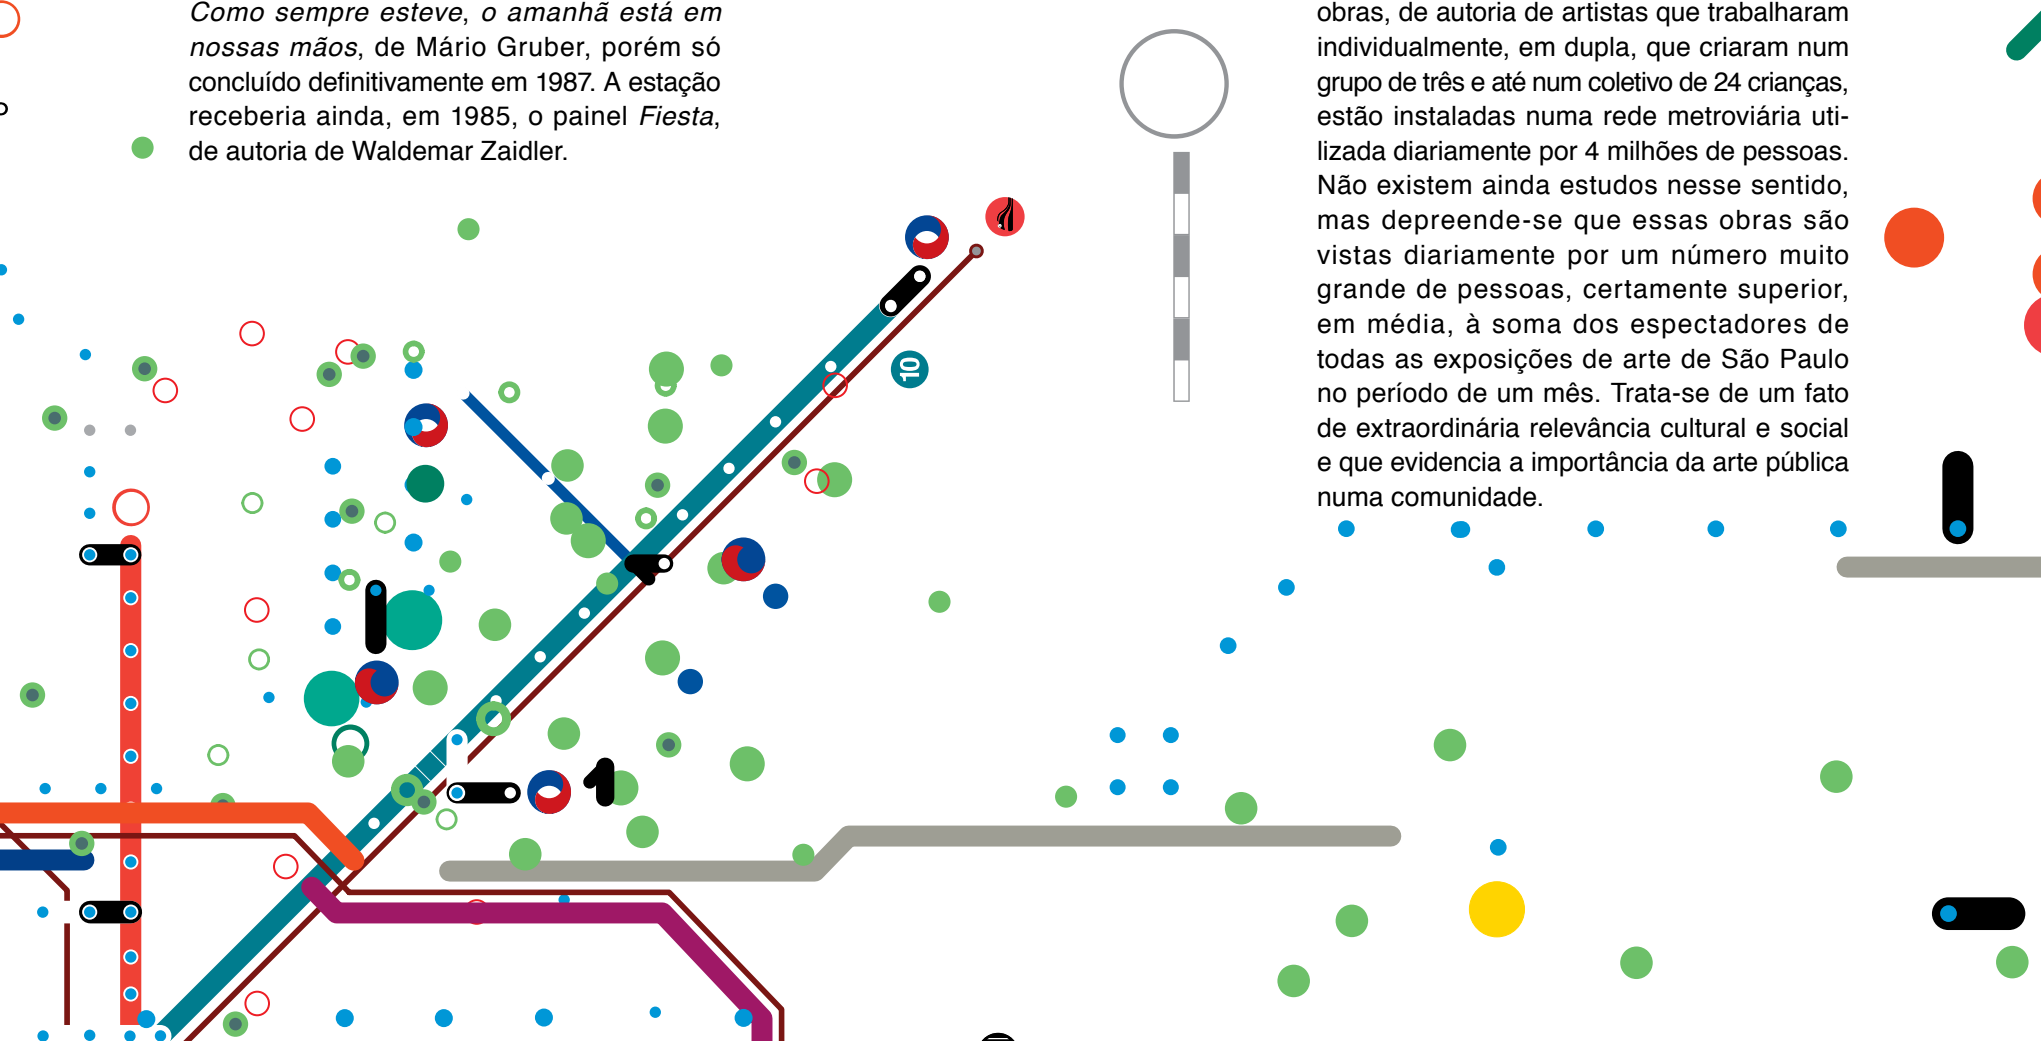 Como sempre esteve, o amanhã está em
nossas mãos, de Mário Gruber, porém só
concluído definitivamente em 1987. A estação
receberia ainda, em 1985, o painel Fiesta,
de autoria de Waldemar Zaidler.
obras, de autoria de artistas que trabalharam
individualmente, em dupla, que criaram num
grupo de três e até num coletivo de 24 crianças,
estão instaladas numa rede metroviária uti-
lizada diariamente por 4 milhões de pessoas.
Não existem ainda estudos nesse sentido,
mas depreende-se que essas obras são
vistas diariamente por um número muito
grande de pessoas, certamente superior,
em média, à soma dos espectadores de
todas as exposições de arte de São Paulo
no período de um mês. Trata-se de um fato
de extraordinária relevância cultural e social
e que evidencia a importância da arte pública
numa comunidade.
10
1